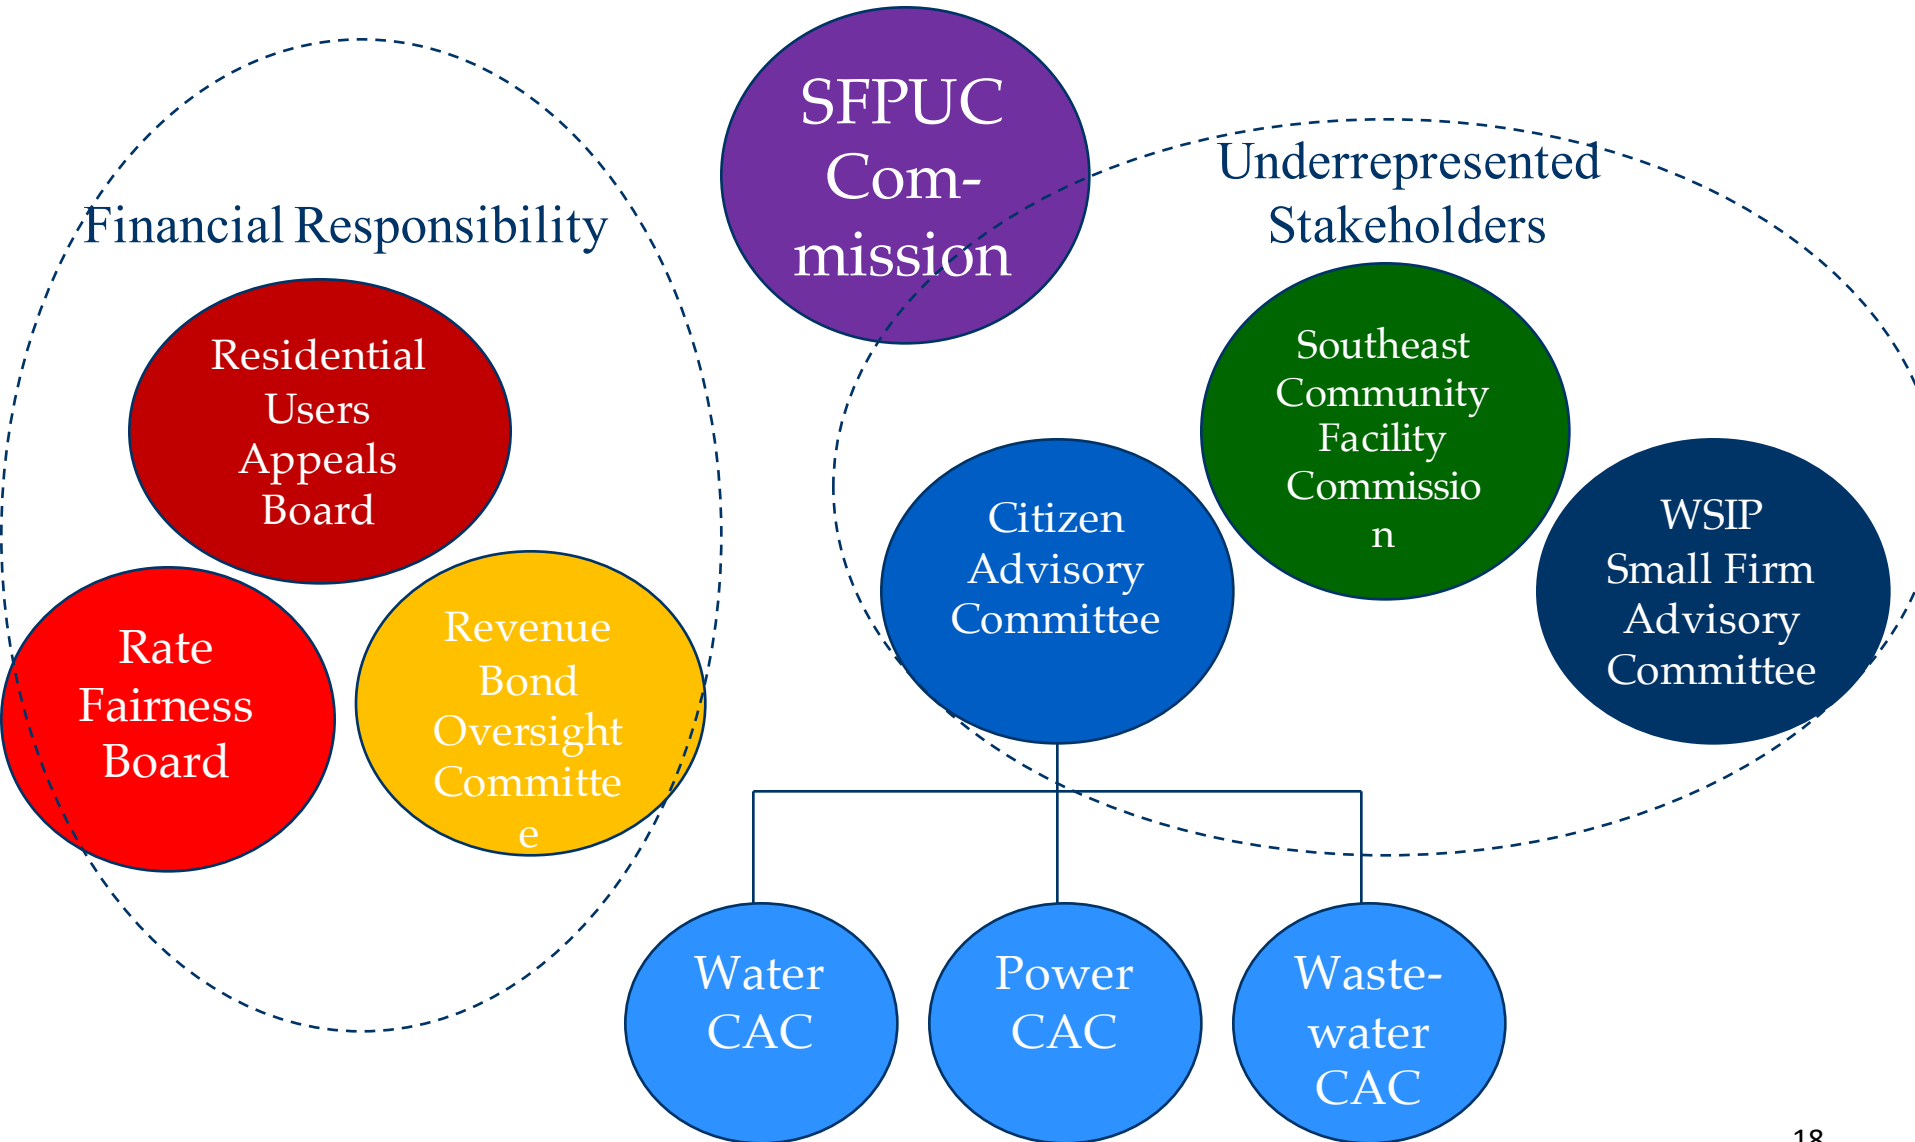 SFPUC
Com-
mission
Financial Responsibility
Residential
Users
Appeals
Board
Rate
Fairness
Board
Revenue
Bond
Oversight
Committe
e
Underrepresented
Stakeholders
Southeast
Community
Facility
Commissio
n
Citizen
Advisory
Committee
WSIP
Small Firm
Advisory
Committee
Water
CAC
Power
CAC
Waste-
water
CAC
18